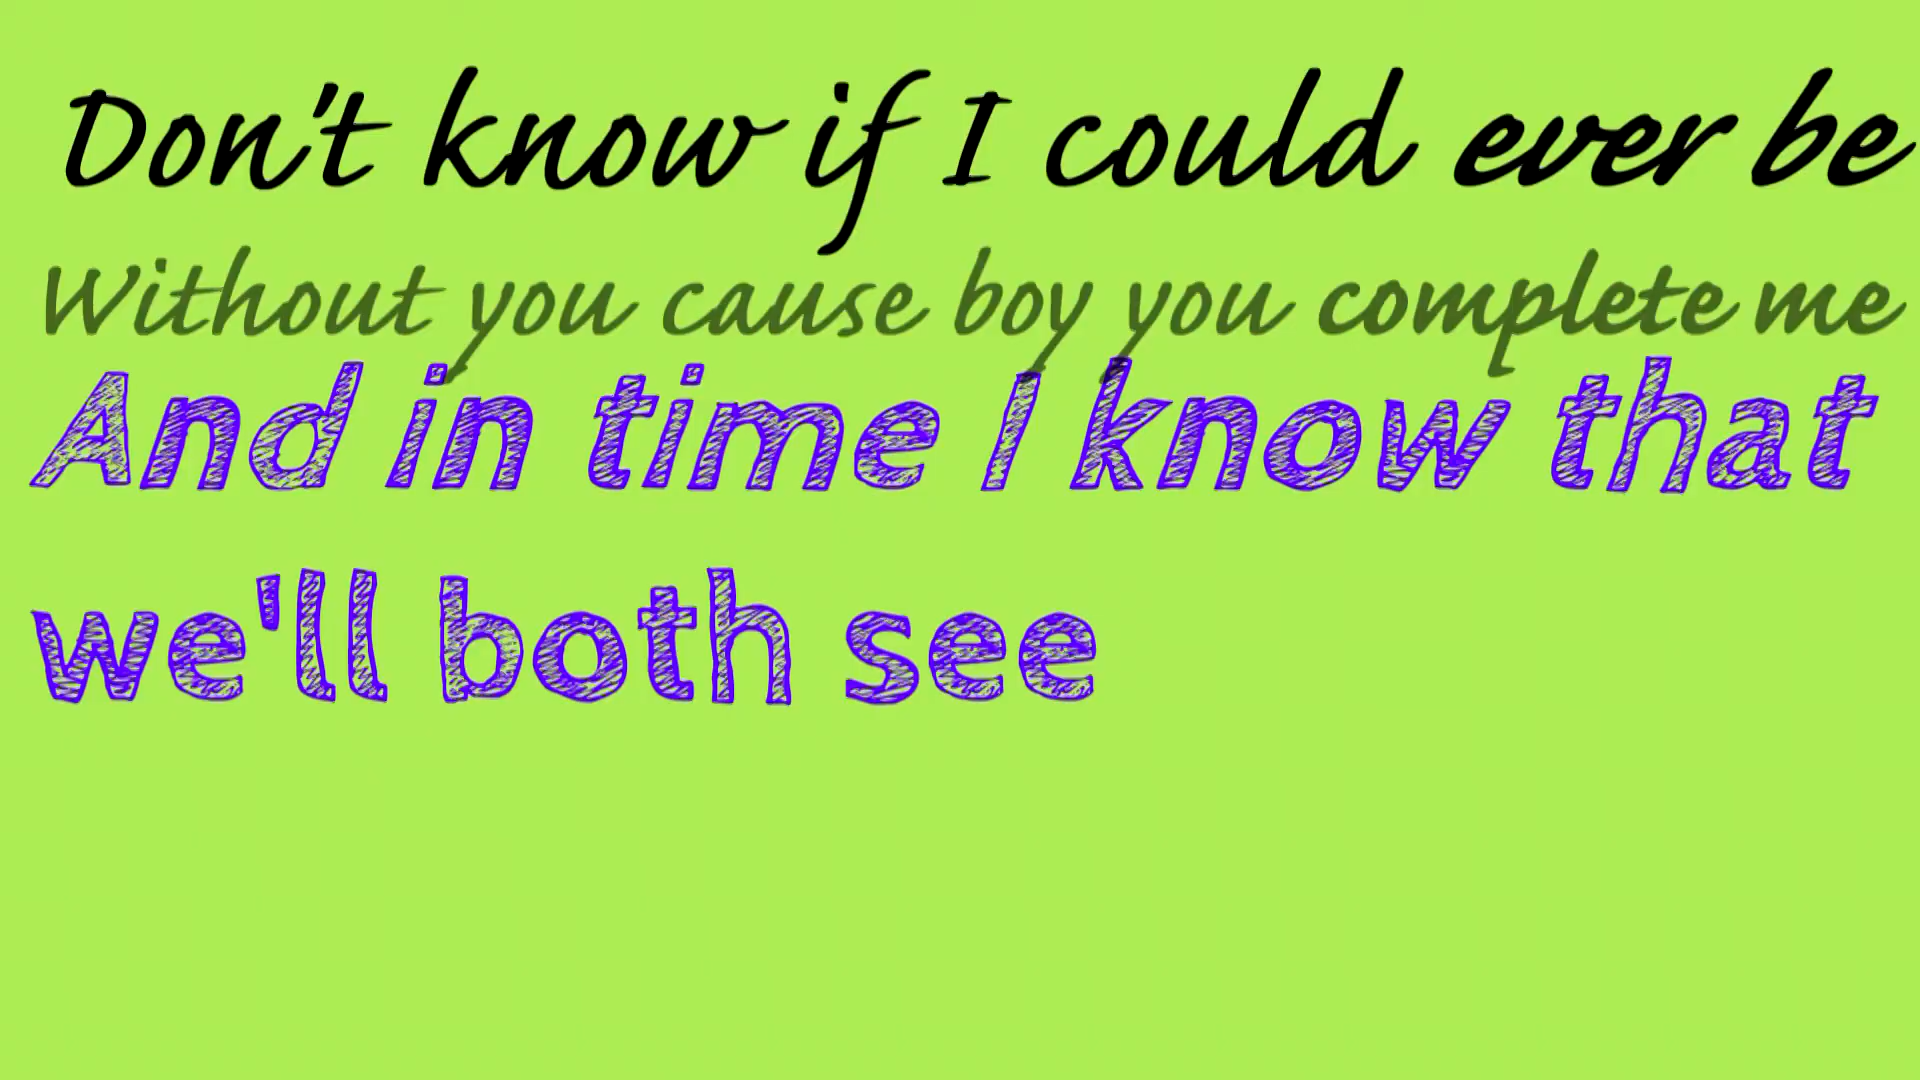 Don't know if I could ever be
Without you cause boy you complete me
And in time I know that
we'll both see